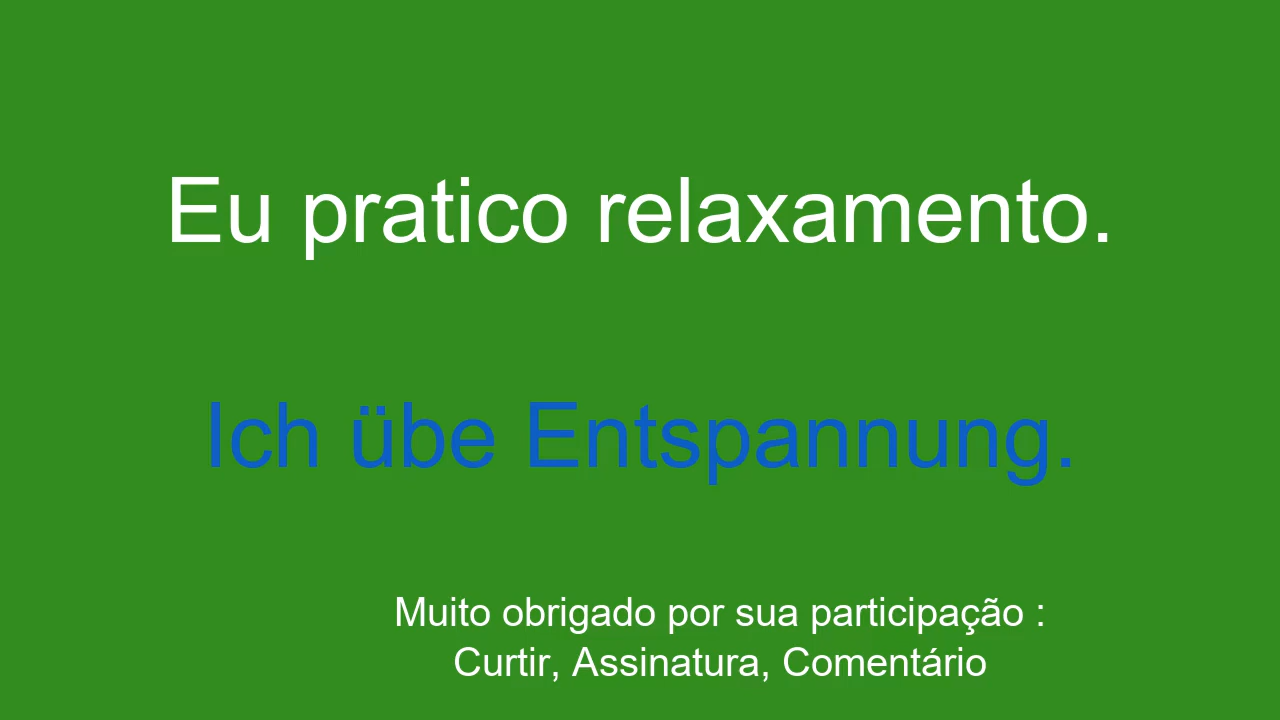 Eu pratico relaxamento.
Ich übe Entspannung.
Muito obrigado por sua participação :
Curtir, Assinatura, Comentário